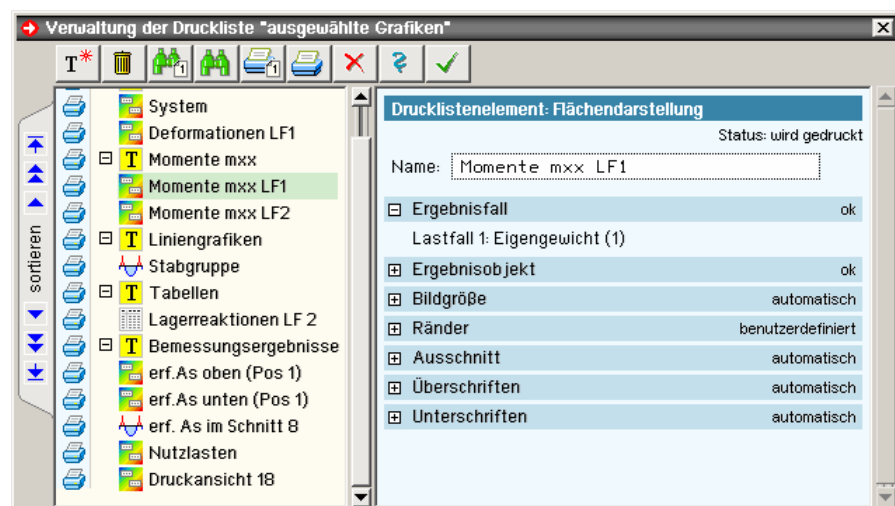 Verwaltung der Druckliste "ausgewählte Grafiken"
T* 1 1
System
Deformationen LF1
T Momente mxx
Momente mxx LF1
Momente mxx LF2
T Liniengrafiken
Stabgruppe
T Tabellen
Lagerreaktionen LF 2
T Bemessungsergebnisse
erf.As oben (Pos 1)
erf.As unten (Pos 1)
erf. As im Schnitt 8
Nutzlasten
Druckansicht 18
sortieren
Drucklistenelement: Flächendarstellung
Status: wird gedruckt
Name: Momente mxx LF1
Ergebnisfall ok
Lastfall 1: Eigengewicht (1)
Ergebnisobjekt ok
Bildgröße automatisch
Ränder benutzerdefiniert
Ausschnitt automatisch
Überschriften automatisch
Unterschriften automatisch